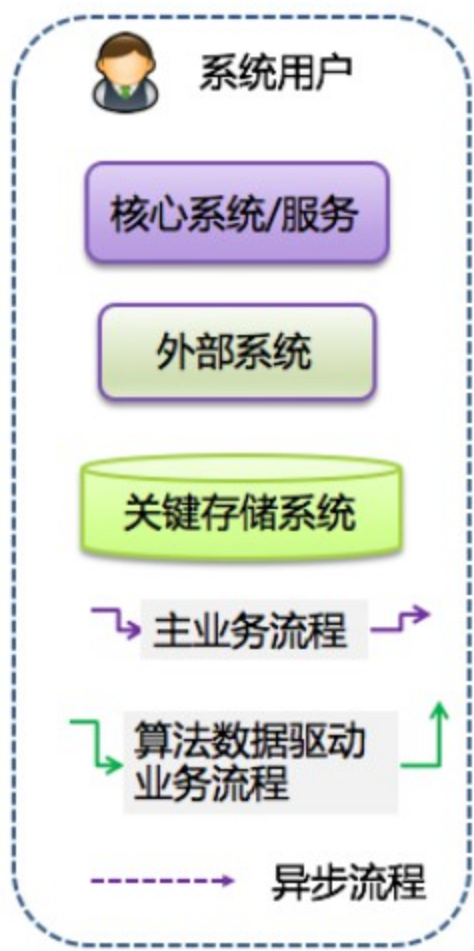 系统用户
核心系统/服务
外部系统
关键存储系统
主业务流程
算法数据驱动
业务流程
异步流程